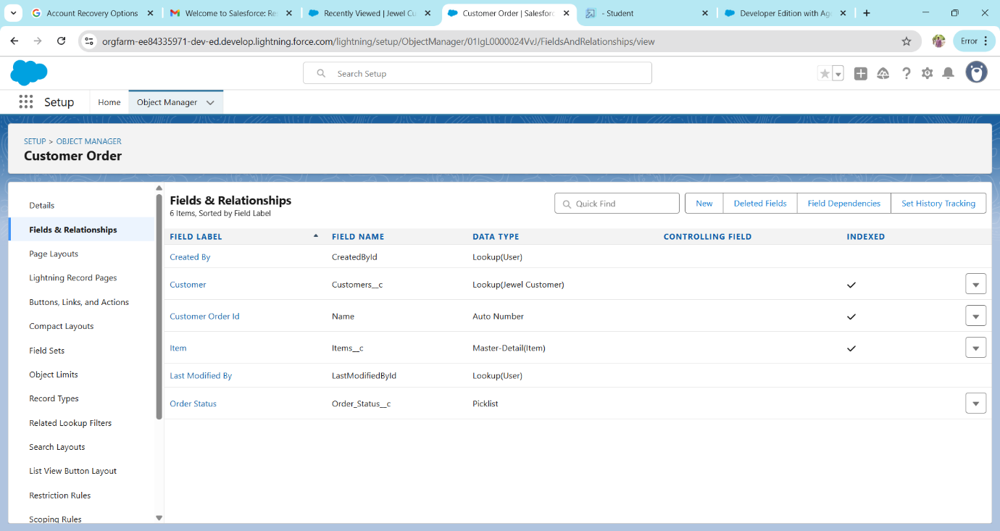 Account Recovery Options
Welcome to Salesforce: Re
Recently Viewed | Jewel Cu
Customer Order | Salesforc
- Student
Developer Edition with Ag
orgfarm-ee84335971-dev-ed.develop.lightning.force.com/lightning/setup/ObjectManager/01IgL0000024VvJ/FieldsAndRelationships/view
Error
Search Setup
Setup
Home
Object Manager
SETUP > OBJECT MANAGER
Customer Order
Details
Fields & Relationships
Page Layouts
Lightning Record Pages
Buttons, Links, and Actions
Compact Layouts
Field Sets
Object Limits
Record Types
Related Lookup Filters
Search Layouts
List View Button Layout
Restriction Rules
Scoping Rules
Fields & Relationships
6 Items, Sorted by Field Label
Quick Find
New
Deleted Fields
Field Dependencies
Set History Tracking
FIELD LABEL FIELD NAME DATA TYPE CONTROLLING FIELD INDEXED
Created By CreatedById Lookup(User)
Customer Customers__c Lookup(Jewel Customer)
Customer Order Id Name Auto Number
Item Items__c Master-Detail(Item)
Last Modified By LastModifiedById Lookup(User)
Order Status Order_Status__c Picklist